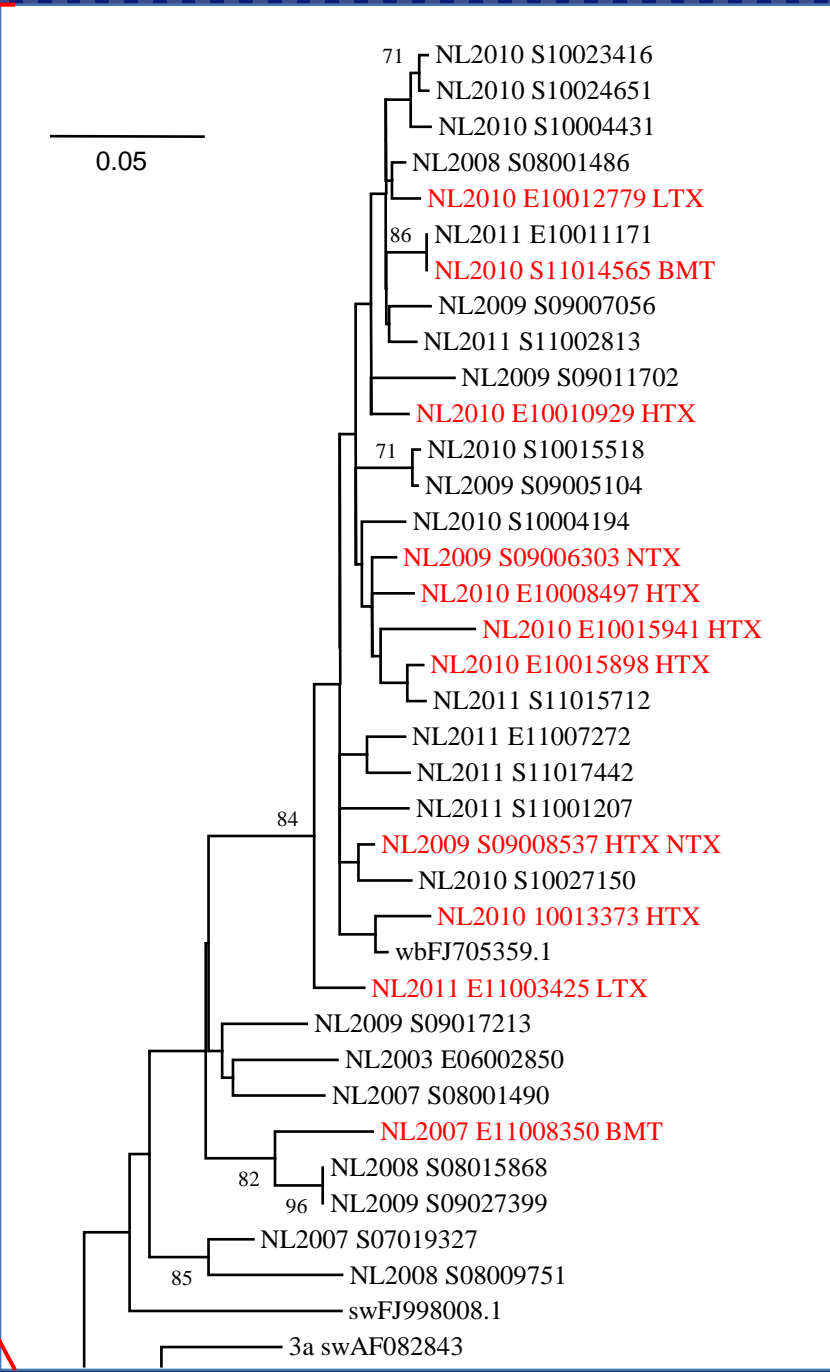 71
NL2010 S10023416
NL2010 S10024651
NL2010 S10004431
0.05
NL2008 S08001486
NL2010 E10012779 LTX
86
NL2011 E10011171
NL2010 S11014565 BMT
NL2009 S09007056
NL2011 S11002813
NL2009 S09011702
NL2010 E10010929 HTX
71
NL2010 S10015518
NL2009 S09005104
NL2010 S10004194
NL2009 S09006303 NTX
NL2010 E10008497 HTX
NL2010 E10015941 HTX
NL2010 E10015898 HTX
NL2011 S11015712
NL2011 E11007272
NL2011 S11017442
NL2011 S11001207
84
NL2009 S09008537 HTX NTX
NL2010 S10027150
NL2010 10013373 HTX
wbFJ705359.1
NL2011 E11003425 LTX
NL2009 S09017213
NL2003 E06002850
NL2007 S08001490
NL2007 E11008350 BMT
82
NL2008 S08015868
96
NL2009 S09027399
NL2007 S07019327
85
NL2008 S08009751
swFJ998008.1
3a swAF082843